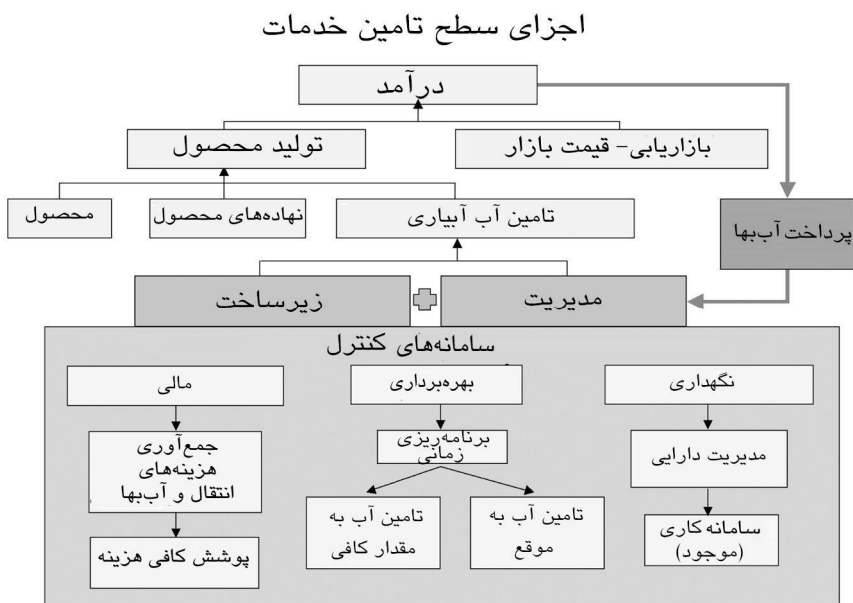 اجزای سطح تامین خدمات
درآمد
بازاریابی- قیمت بازار
تولید محصول
تامین آب آبیاری
نهاده‌های محصول
محصول
پرداخت آب‌بها
مدیریت
زیرساخت
سامانه‌های کنترل
نگهداری
مدیریت دارایی
سامانه کاری
(موجود)
بهره‌برداری
برنامه‌ریزی
زمانی
تامین آب به
موقع
تامین آب به
مقدار کافی
مالی
جمع‌آوری
هزینه‌های
انتقال و آب‌بها
پوشش کافی هزینه